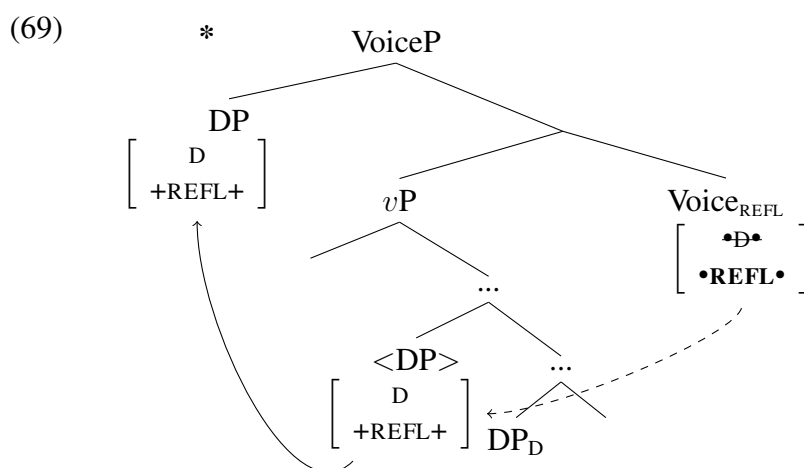 (69) * VoiceP
DP
D
+REFL+
vP VoiceREFL
•D•
•REFL•
...
<DP> ...
D
+REFL+
DPD